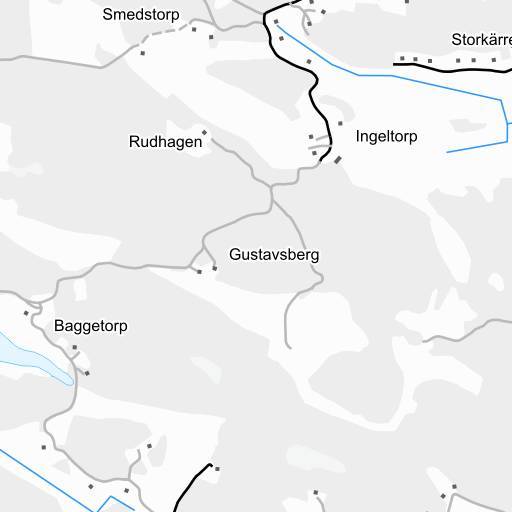 Smedstorp
Storkärre
Rudhagen
Ingeltorp
Gustavsberg
Baggetorp